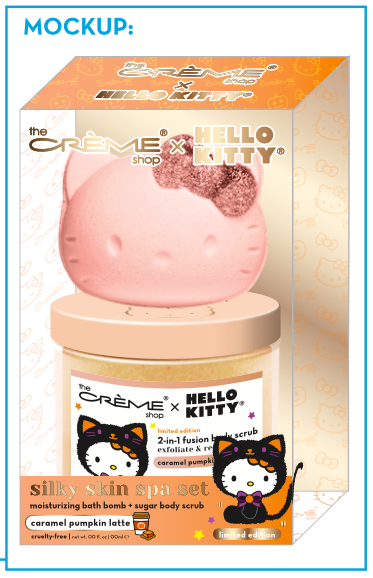 MOCKUP:
the
CRÈME®
shop
×
HELLO KITTY®
the
CRÈME®
shop
×
HELLO
KITTY®
the
CRÈME®
shop
×
HELLO
KITTY®
limited edition
2-in-1 fusion body scrub
exfoliate & re
caramel pumpki
silky skin spa set
moisturizing bath bomb + sugar body scrub
caramel pumpkin latte
cruelty-free | net wt. 00 fl. oz | 00ml ℮
limited edition